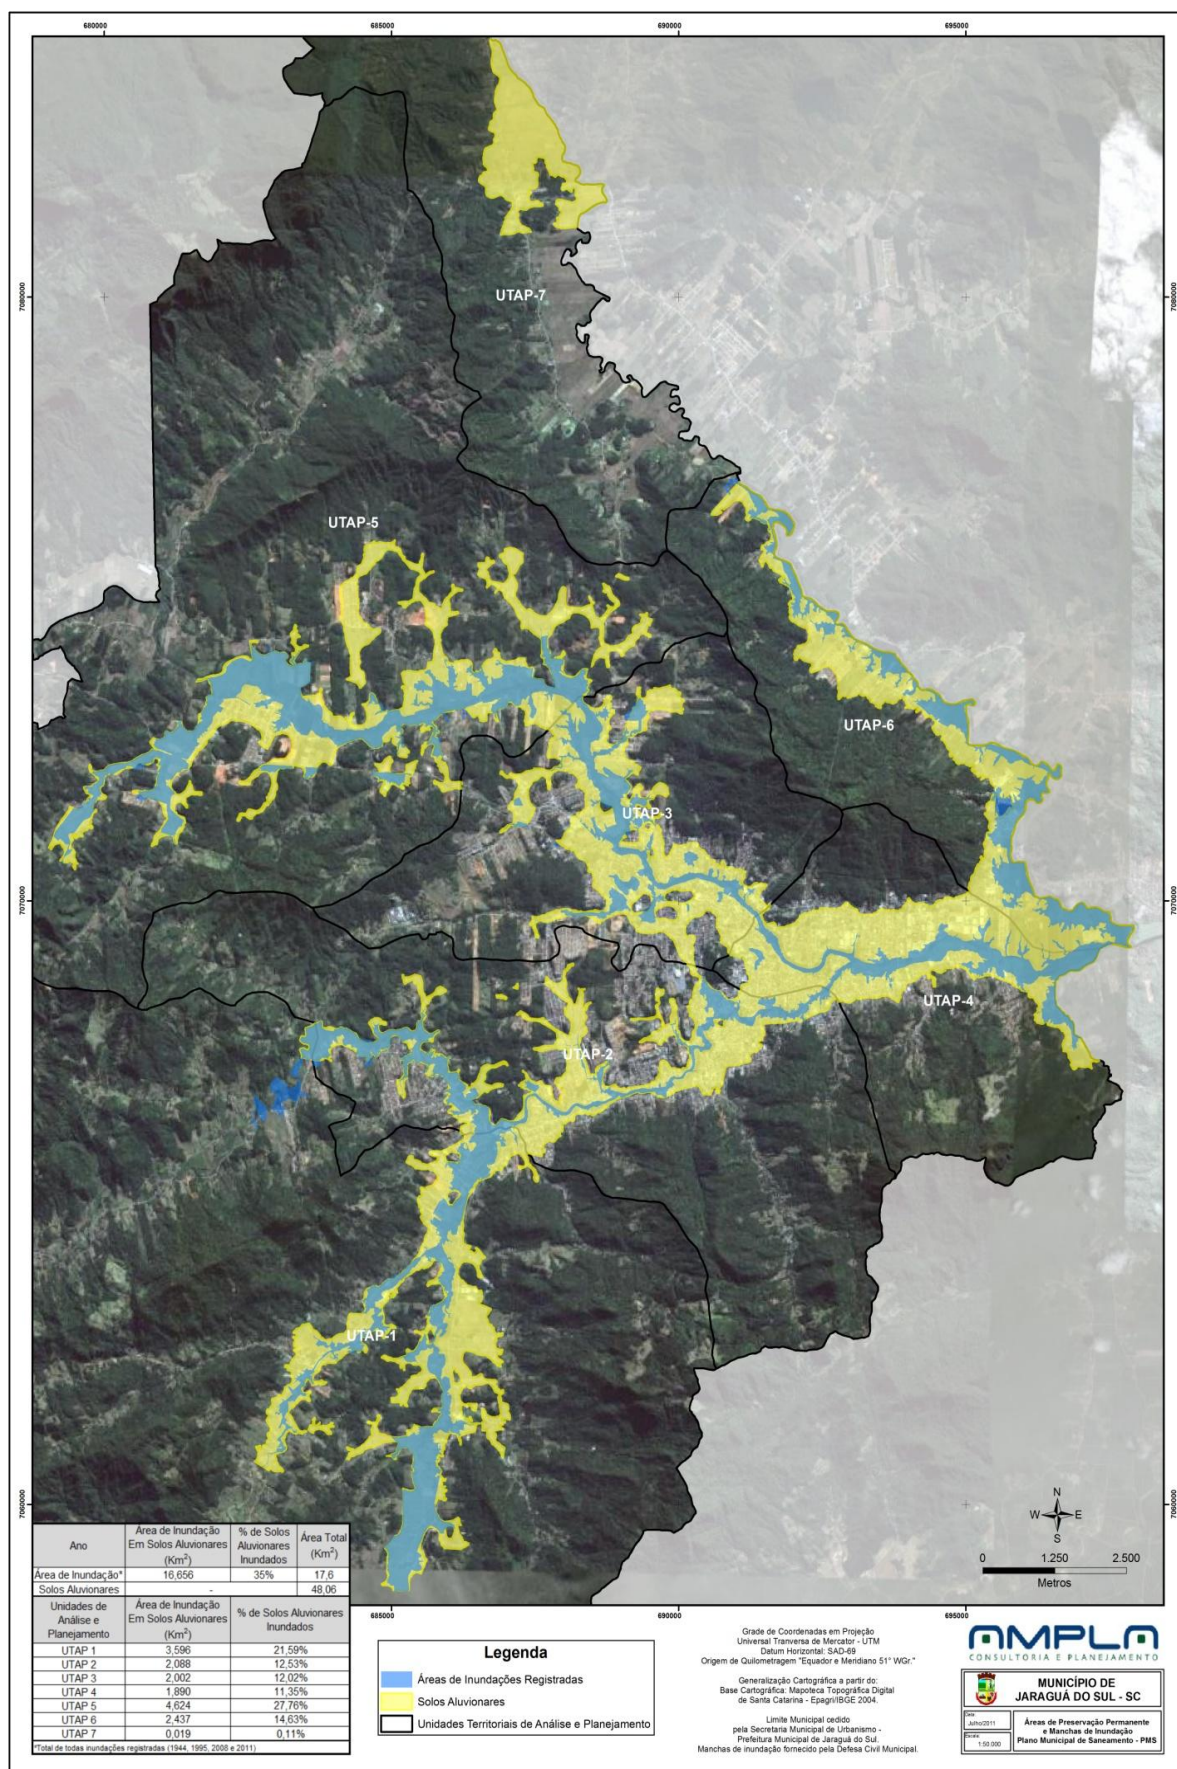 680000
685000
690000
695000
7080000
7080000
UTAP-7
UTAP-5
UTAP-6
UTAP-3
7070000
7070000
UTAP-4
UTAP-2
UTAP-1
7060000
7060000
N
W E
S
0 1.250 2.500
Metros
685000
690000
695000
Ano
Área de Inundação Em Solos Aluvionares (Km²)
% de Solos Aluvionares Inundados
Área Total (Km²)
Área de Inundação* 16,656 35% 17,6
Solos Aluvionares - 48,06
Unidades de Análise e Planejamento
Área de Inundação Em Solos Aluvionares (Km²)
% de Solos Aluvionares Inundados
UTAP 1 3,596 21,59%
UTAP 2 2,088 12,53%
UTAP 3 2,002 12,02%
UTAP 4 1,890 11,35%
UTAP 5 4,624 27,76%
UTAP 6 2,437 14,63%
UTAP 7 0,019 0,11%
*Total de todas inundações registradas (1944, 1995, 2008 e 2011)
Legenda
Áreas de Inundações Registradas
Solos Aluvionares
Unidades Territoriais de Análise e Planejamento
Grade de Coordenadas em Projeção
Universal Tranversa de Mercator - UTM
Datum Horizontal: SAD-69
Origem de Quilometragem "Equador e Meridiano 51° WGr."
Generalização Cartográfica a partir do:
Base Cartográfica: Mapoteca Topográfica Digital
de Santa Catarina - Epagri/IBGE 2004.
Limite Municipal cedido
pela Secretaria Municipal de Urbanismo -
Prefeitura Municipal de Jaraguá do Sul.
Manchas de inundação fornecido pela Defesa Civil Municipal.
AMPLA
CONSULTORIA E PLANEJAMENTO
MUNICÍPIO DE
JARAGUÁ DO SUL - SC
Data:
Julho/2011
Escala:
1:50.000
Áreas de Preservação Permanente
e Manchas de Inundação
Plano Municipal de Saneamento - PMS